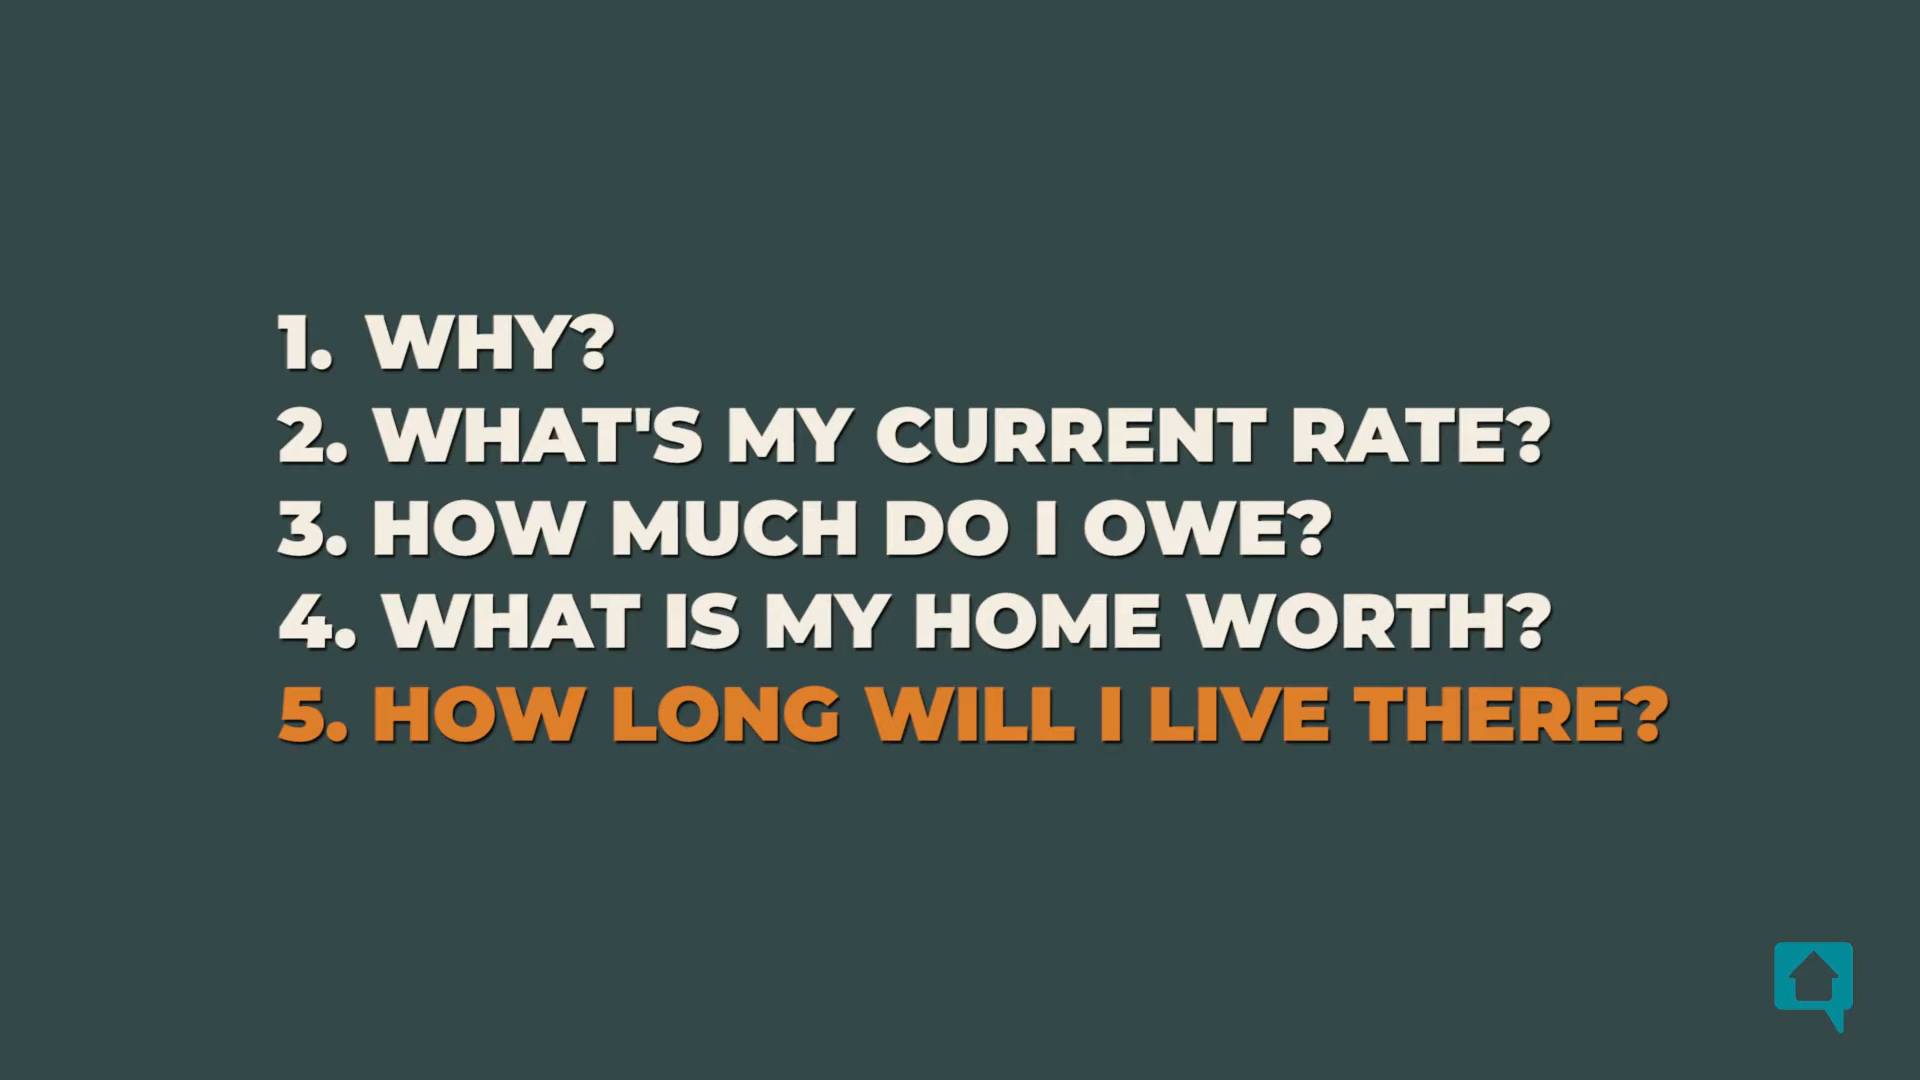 1. WHY?
2. WHAT'S MY CURRENT RATE?
3. HOW MUCH DO I OWE?
4. WHAT IS MY HOME WORTH?
5. HOW LONG WILL I LIVE THERE?